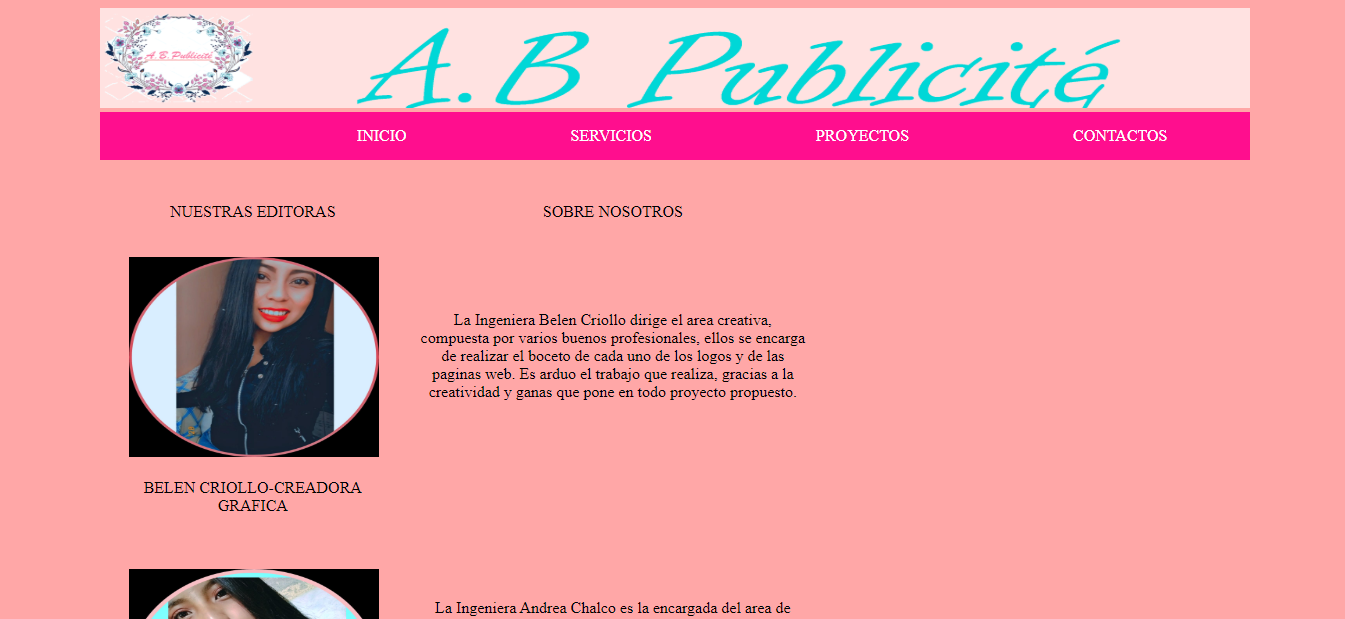 A.B.Publicité
A.B Publicité
INICIO SERVICIOS PROYECTOS CONTACTOS
NUESTRAS EDITORAS
SOBRE NOSOTROS
La Ingeniera Belen Criollo dirige el area creativa,
compuesta por varios buenos profesionales, ellos se encarga
de realizar el boceto de cada uno de los logos y de las
paginas web. Es arduo el trabajo que realiza, gracias a la
creatividad y ganas que pone en todo proyecto propuesto.
BELEN CRIOLLO-CREADORA
GRAFICA
La Ingeniera Andrea Chalco es la encargada del area de